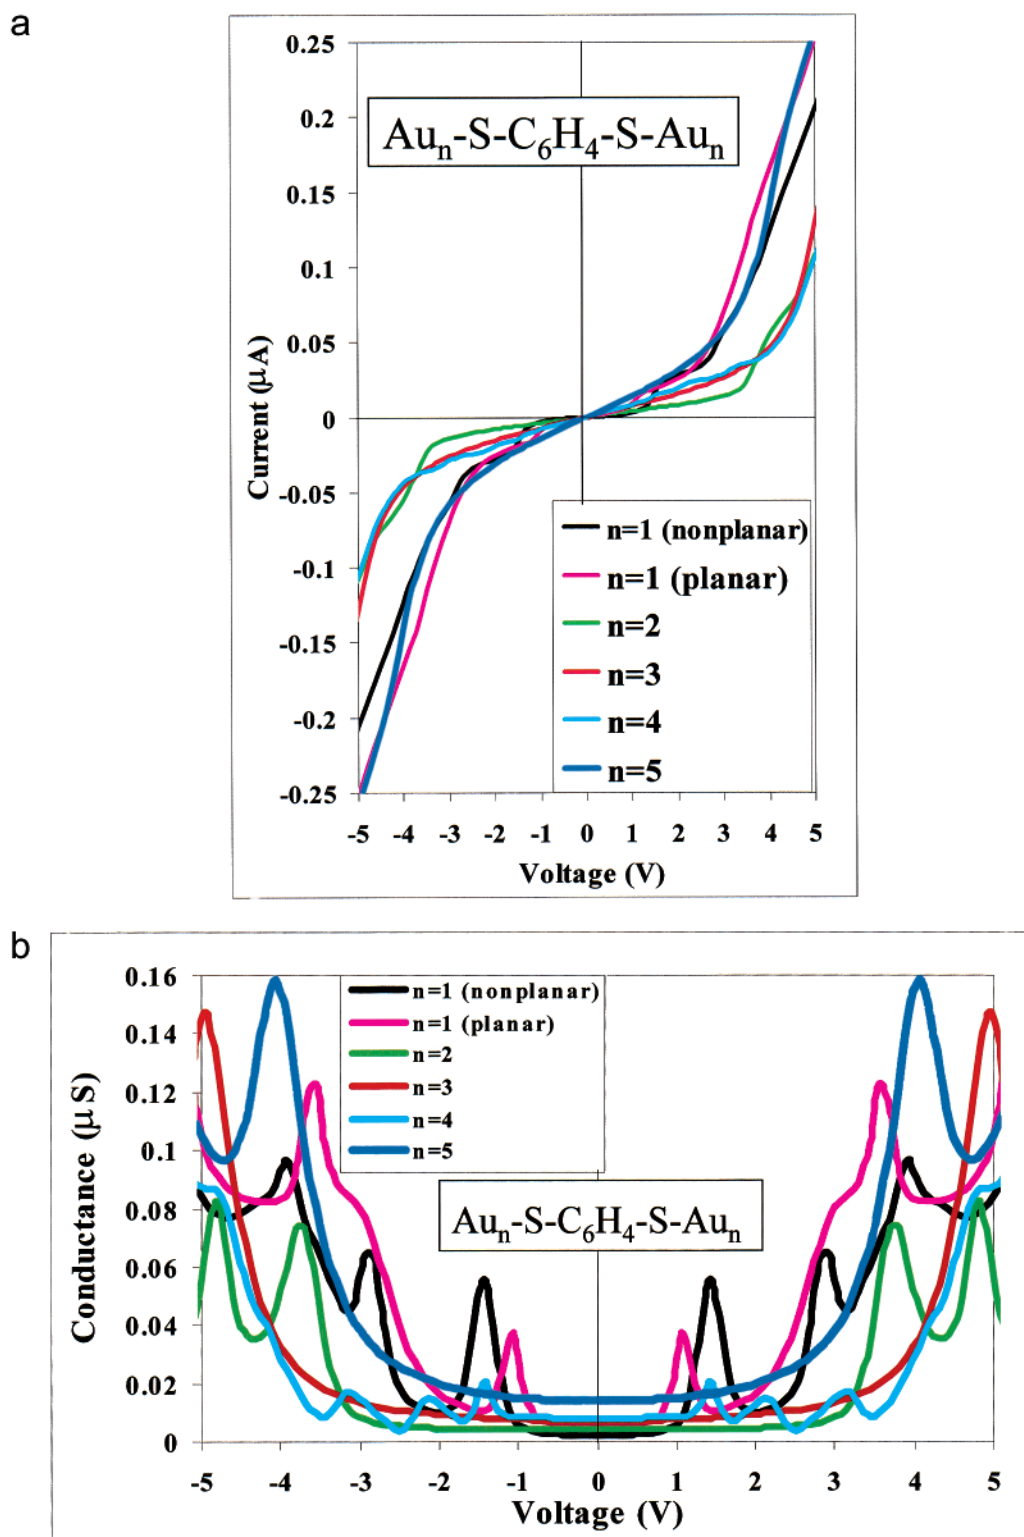 a
0.25
0.2
0.15
0.1
0.05
0
-0.05
-0.1
-0.15
-0.2
-0.25
Current (μA)
Au_n-S-C₆H₄-S-Au_n
n=1 (nonplanar)
n=1 (planar)
n=2
n=3
n=4
n=5
-5 -4 -3 -2 -1 0 1 2 3 4 5
Voltage (V)
b
0.16
0.14
0.12
0.1
0.08
0.06
0.04
0.02
0
Conductance (μS)
n=1 (nonplanar)
n=1 (planar)
n=2
n=3
n=4
n=5
Au_n-S-C₆H₄-S-Au_n
-5 -4 -3 -2 -1 0 1 2 3 4 5
Voltage (V)